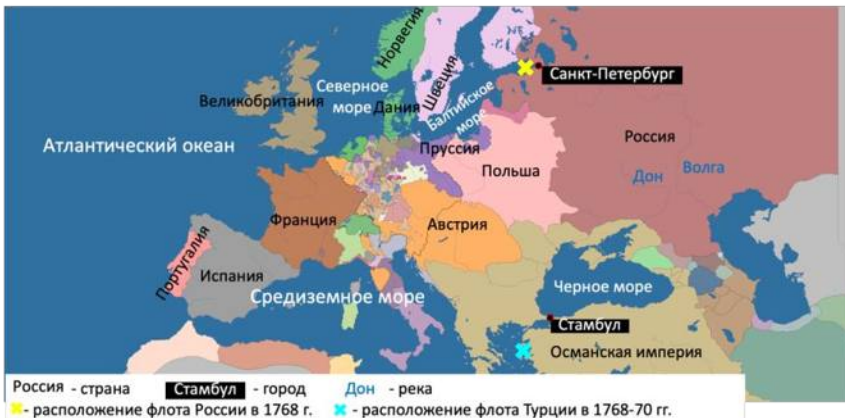 Норвегия
Швеция
Санкт-Петербург
Северное море
Великобритания
Дания
Балтийское море
Атлантический океан
Пруссия
Польша
Россия
Дон
Волга
Франция
Австрия
Португалия
Испания
Средиземное море
Черное море
Стамбул
Османская империя
Россия - страна Стамбул - город Дон - река
- расположение флота России в 1768 г. - расположение флота Турции в 1768-70 гг.